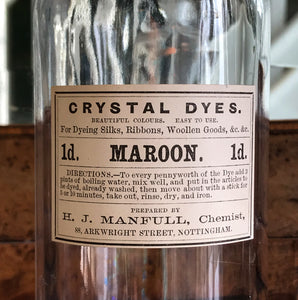 CRYSTAL DYES.
BEAUTIFUL COLOURS. EASY TO USE.
For Dyeing Silks, Ribbons, Woollen Goods, &c. &c.
1d. MAROON. 1d.
DIRECTIONS.—To every pennyworth of the Dye add 3
pints of boiling water, mix well, and put in the articles to
be dyed, already washed, then move about with a stick for
5 or 10 minutes, take out, rinse, dry, and iron.
PREPARED BY
H. J. MANFULL, Chemist,
88, ARKWRIGHT STREET, NOTTINGHAM.